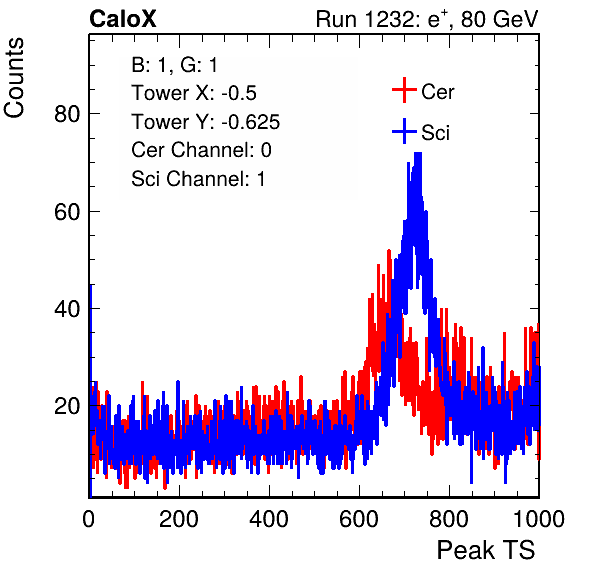 CaloX
Run 1232: e+, 80 GeV
Counts
B: 1, G: 1
Tower X: -0.5
Tower Y: -0.625
Cer Channel: 0
Sci Channel: 1
Cer
Sci
80
60
40
20
0 200 400 600 800 1000
Peak TS